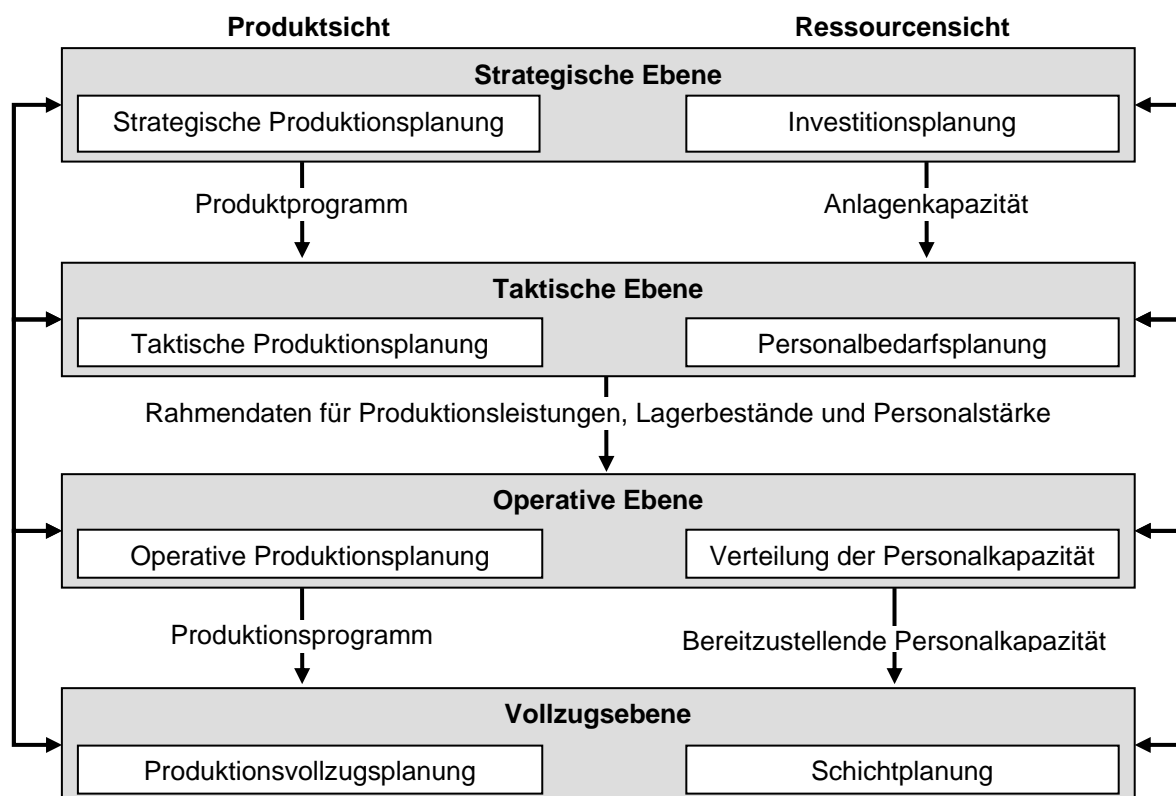 Produktsicht
Ressourcensicht
Strategische Ebene
Strategische Produktionsplanung
Investitionsplanung
Produktprogramm
Anlagenkapazität
Taktische Ebene
Taktische Produktionsplanung
Personalbedarfsplanung
Rahmendaten für Produktionsleistungen, Lagerbestände und Personalstärke
Operative Ebene
Operative Produktionsplanung
Verteilung der Personalkapazität
Produktionsprogramm
Bereitzustellende Personalkapazität
Vollzugsebene
Produktionsvollzugsplanung
Schichtplanung